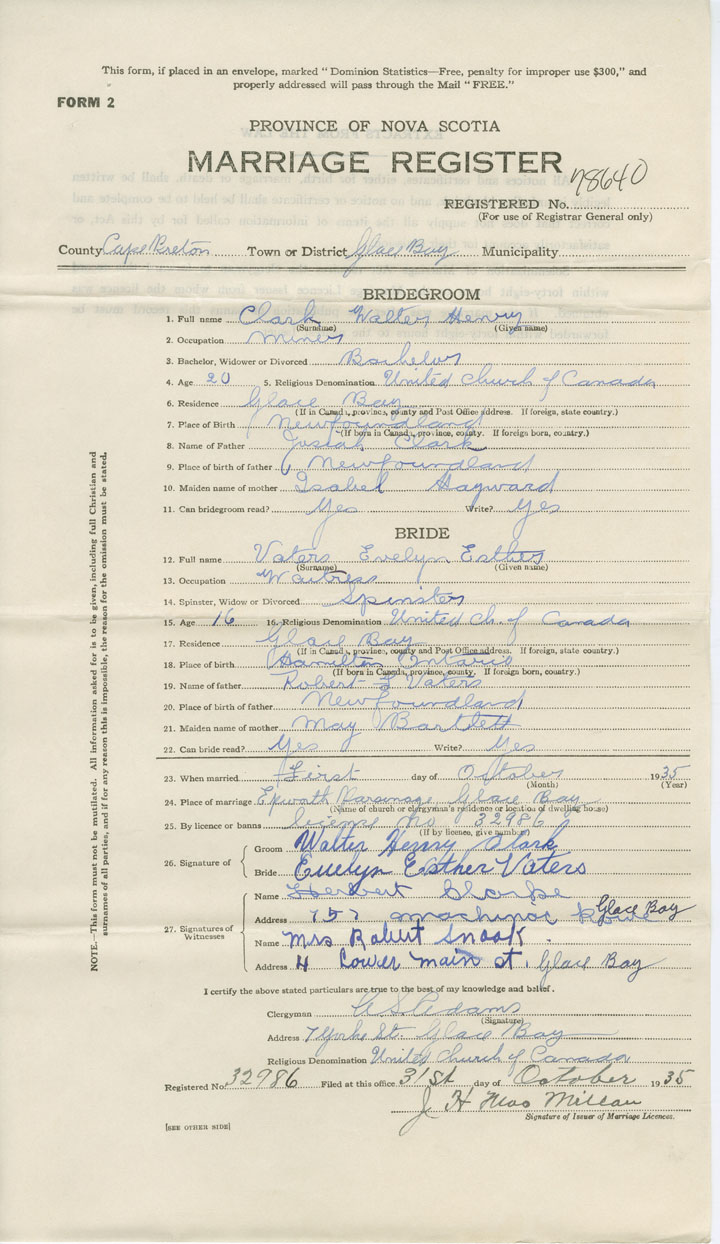 This form, if placed in an envelope, marked "Dominion Statistics—Free, penalty for improper use $300," and
properly addressed will pass through the Mail "FREE."
FORM 2
PROVINCE OF NOVA SCOTIA
MARRIAGE REGISTER
78640
REGISTERED No.
(For use of Registrar General only)
County Cape Breton Town or District Glace Bay Municipality
BRIDEGROOM
1. Full name Clark Walter Henry
(Surname) (Given name)
2. Occupation Miner
3. Bachelor, Widower or Divorced Bachelor
4. Age 20 5. Religious Denomination United Church of Canada
6. Residence Glace Bay
(If in Canada, province, county and Post Office address. If foreign, state country.)
7. Place of Birth Newfoundland
(If born in Canada, province, county. If foreign born, country.)
8. Name of Father Josiah Clark
9. Place of birth of father Newfoundland
10. Maiden name of mother Isabel Hayward
11. Can bridegroom read? Yes Write? Yes
BRIDE
12. Full name Vaters Evelyn Esther
(Surname) (Given name)
13. Occupation Waitress
14. Spinster, Widow or Divorced Spinster
15. Age 16 16. Religious Denomination United Ch. of Canada
17. Residence Glace Bay
(If in Canada, province, county and Post Office address. If foreign, state country.)
18. Place of birth Hamilton Ontario
(If born in Canada, province, county. If foreign born, country.)
19. Name of father Robert J Vaters
20. Place of birth of father Newfoundland
21. Maiden name of mother May Bartlett
22. Can bride read? Yes Write? Yes
23. When married First day of October 1935
(Month) (Year)
24. Place of marriage Epworth Parsonage Glace Bay
(Name of church or clergyman's residence or location of dwelling house)
25. By licence or banns License No 32986
(If by licence, give number)
26. Signature of
Groom Walter Henry Clark
Bride Evelyn Esther Vaters
27. Signatures of Witnesses
Name Herbert Sharpe
Address 157 Glace Bay
Name Mrs Robert Snook.
Address 4 Lower main st. Glace Bay
I certify the above stated particulars are true to the best of my knowledge and belief.
Clergyman Adams
(Signature)
Address 7 Yorke St. Glace Bay
Religious Denomination United Church of Canada
Registered No. 32986 Filed at this office 31st day of October 1935
J H Mac Millan
Signature of Issuer of Marriage Licences.
[SEE OTHER SIDE]
NOTE.—This form must not be mutilated. All information asked for is to be given, including full Christian and
surnames of all parties, and if for any reason this is impossible, the reason for the omission must be stated.